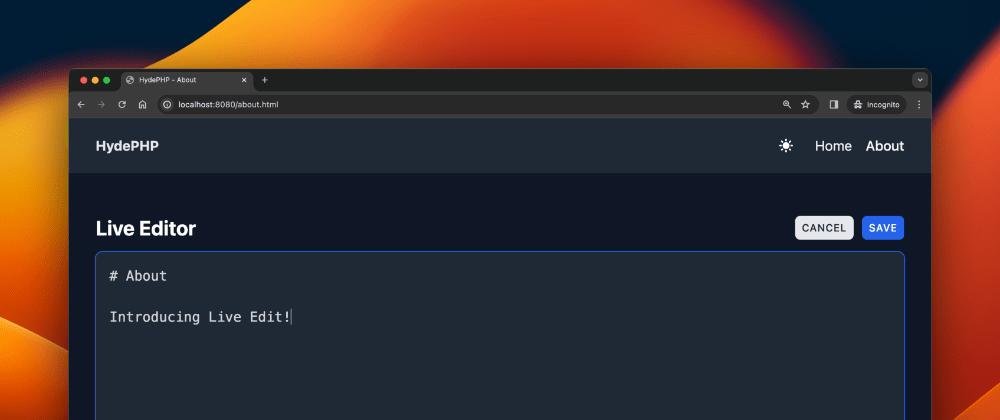 HydePHP - About
localhost:8080/about.html
Incognito
HydePHP
Home
About
Live Editor
CANCEL
SAVE
# About
Introducing Live Edit!